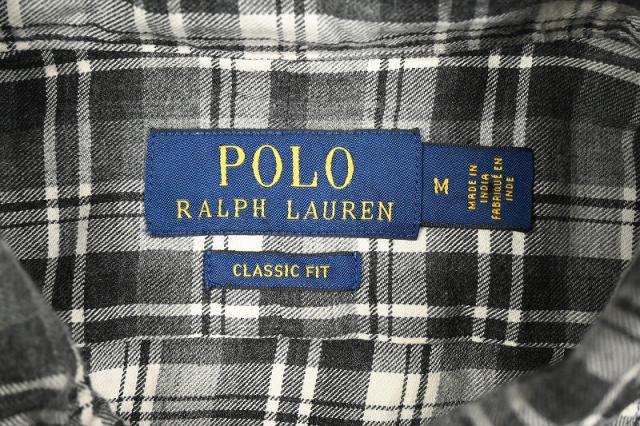 POLO
RALPH LAUREN
M
MADE IN
INDIA
FABRIQUÉ EN
INDE
CLASSIC FIT